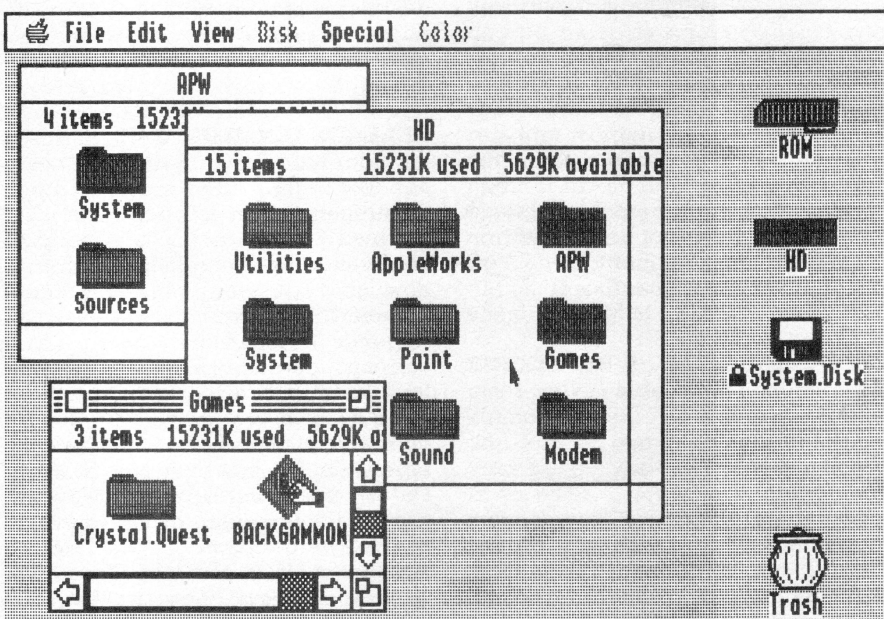 File Edit View Disk Special Color
APW
4 items
System
Sources
HD
15 items 15231K used 5629K available
Utilities AppleWorks APW
System Paint Games
Sound Modem
Games
3 items 15231K used 5629K
Crystal.Quest BACKGAMMON
ROM
HD
System.Disk
Trash